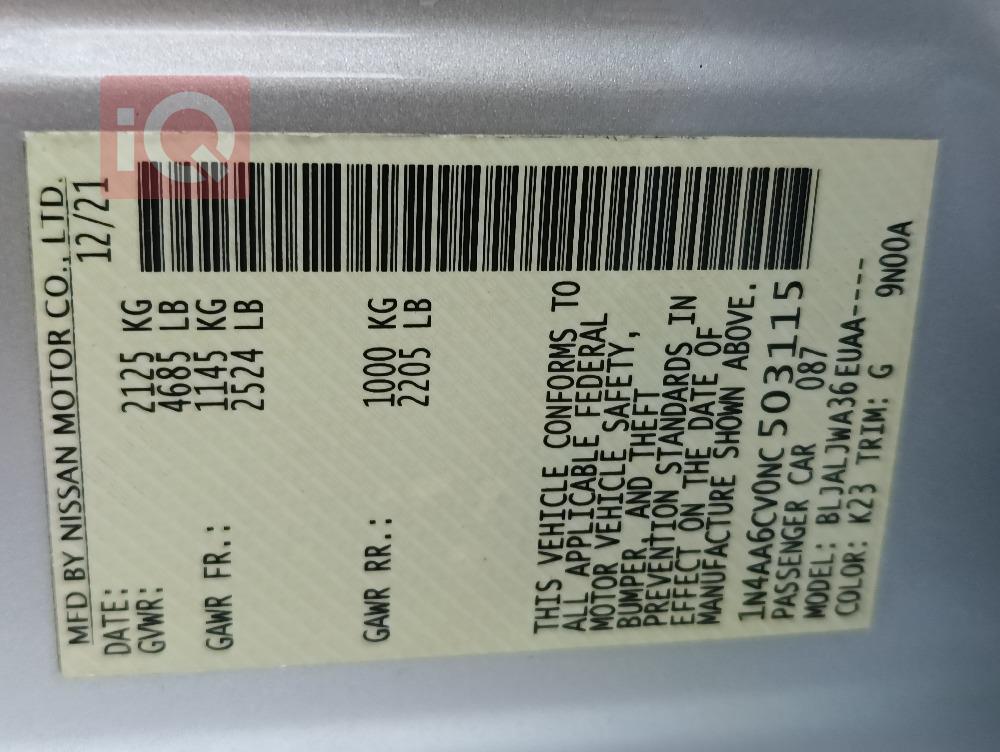 iQ
MFD BY NISSAN MOTOR CO., LTD.
DATE: 12/21
GVWR: 2125 KG
4685 LB
GAWR FR.: 1145 KG
2524 LB
GAWR RR.: 1000 KG
2205 LB
THIS VEHICLE CONFORMS TO
ALL APPLICABLE FEDERAL
MOTOR VEHICLE SAFETY,
BUMPER, AND THEFT
PREVENTION STANDARDS IN
EFFECT ON THE DATE OF
MANUFACTURE SHOWN ABOVE.
1N4AA6CV0NC503115
PASSENGER CAR 087
MODEL: BLJALJWA36EUAA----
COLOR: K23 TRIM: G 9N00A